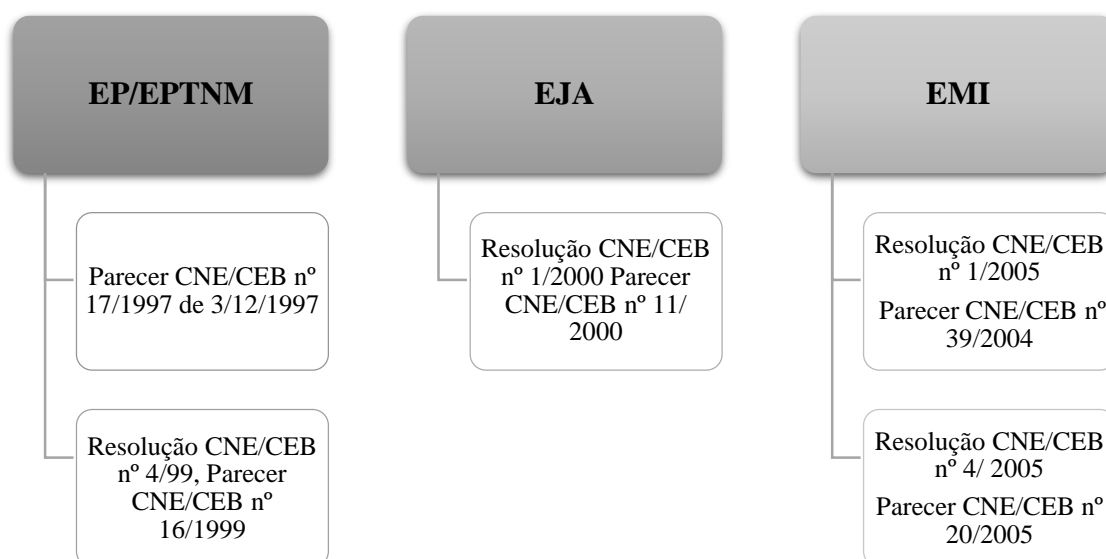 EP/EPTNM
Parecer CNE/CEB nº
17/1997 de 3/12/1997
Resolução CNE/CEB
nº 4/99, Parecer
CNE/CEB nº
16/1999
EJA
Resolução CNE/CEB
nº 1/2000 Parecer
CNE/CEB nº 11/
2000
EMI
Resolução CNE/CEB
nº 1/2005
Parecer CNE/CEB nº
39/2004
Resolução CNE/CEB
nº 4/ 2005
Parecer CNE/CEB nº
20/2005